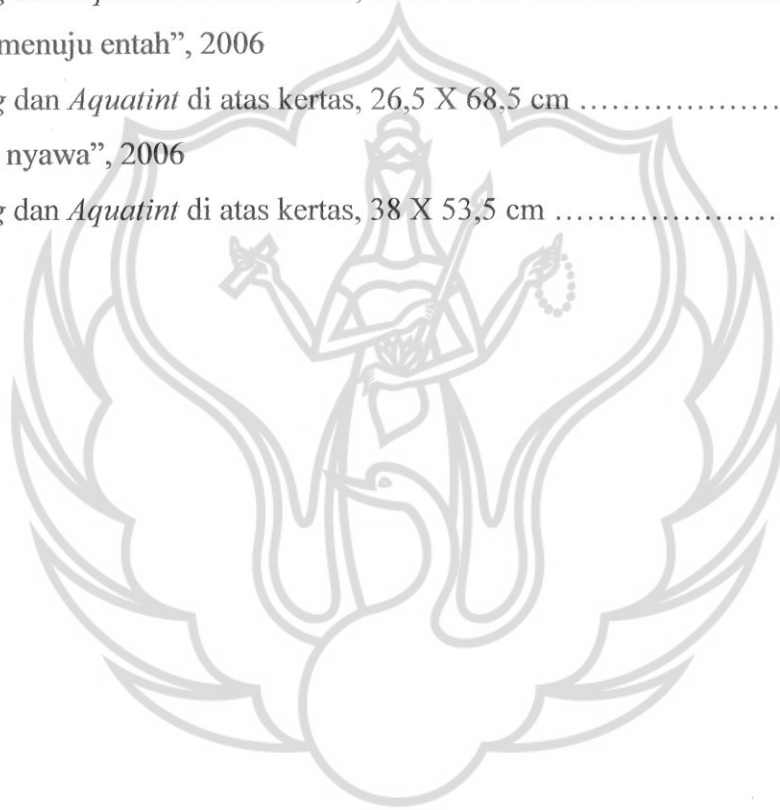 menuju entah”, 2006
g dan Aquatint di atas kertas, 26,5 X 68,5 cm ......................
nyawa”, 2006
g dan Aquatint di atas kertas, 38 X 53,5 cm ........................